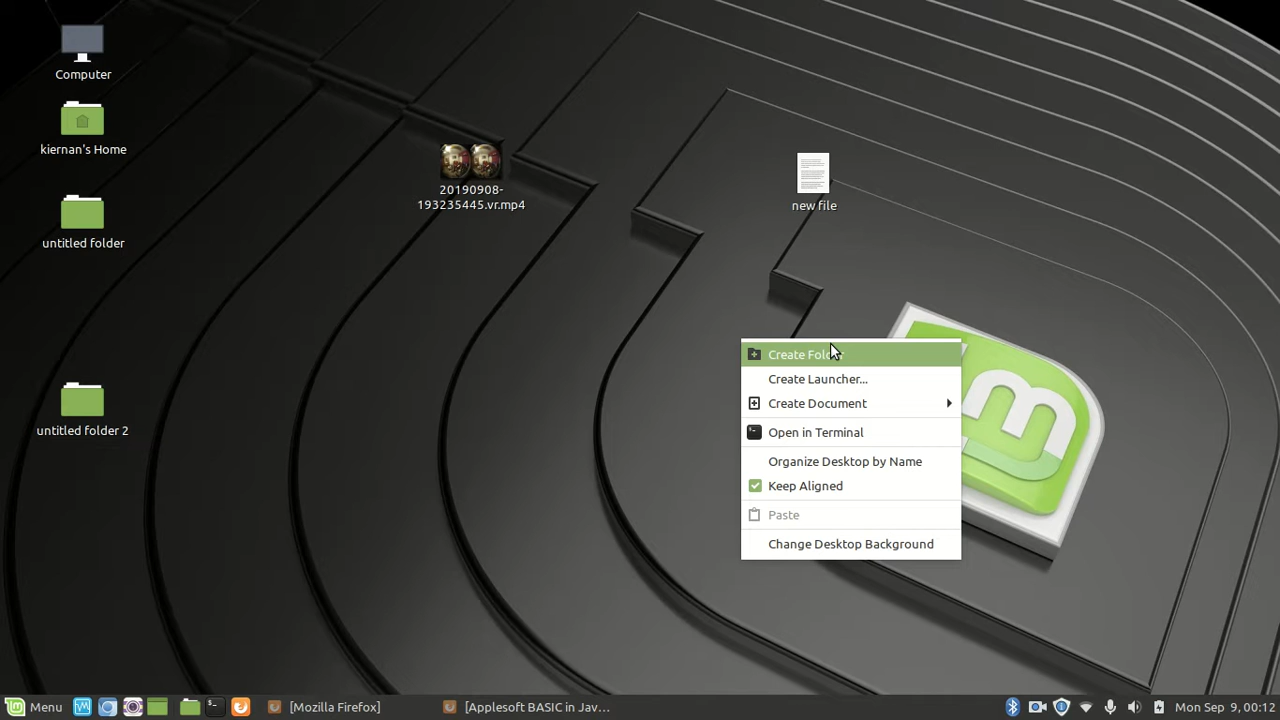 Computer
kiernan's Home
untitled folder
untitled folder 2
20190908-
193235445.vr.mp4
new file
Create Fol
Create Launcher...
Create Document
Open in Terminal
Organize Desktop by Name
Keep Aligned
Paste
Change Desktop Background
Menu
[Mozilla Firefox]
[Applesoft BASIC in Jav...
Mon Sep 9, 00:12